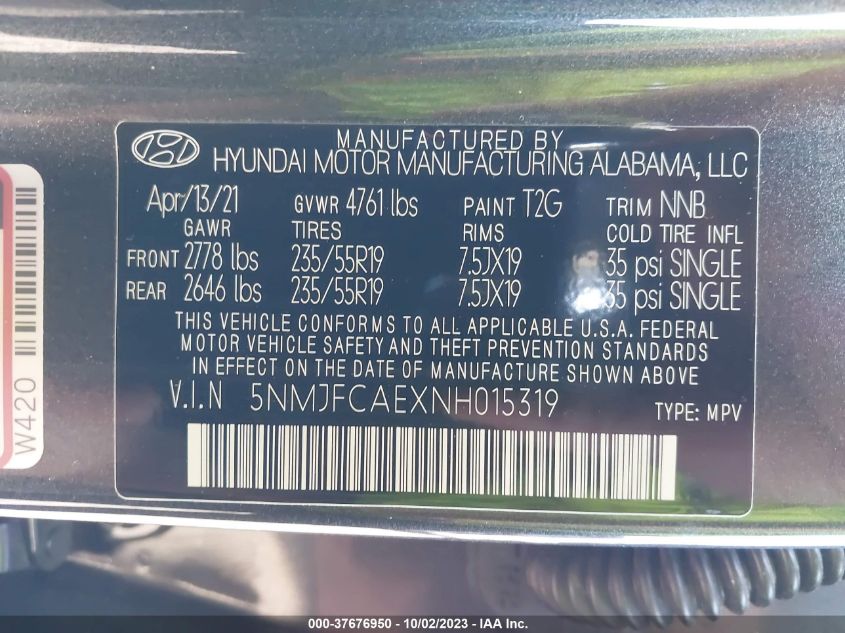 MANUFACTURED BY
HYUNDAI MOTOR MANUFACTURING ALABAMA, LLC
Apr/13/21 GVWR 4761 lbs PAINT T2G TRIM NNB
GAWR TIRES RIMS COLD TIRE INFL
FRONT 2778 lbs 235/55R19 7.5JX19 35 psi SINGLE
REAR 2646 lbs 235/55R19 7.5JX19 35 psi SINGLE
THIS VEHICLE CONFORMS TO ALL APPLICABLE U.S.A. FEDERAL
MOTOR VEHICLE SAFETY AND THEFT PREVENTION STANDARDS
IN EFFECT ON THE DATE OF MANUFACTURE SHOWN ABOVE
V.I.N 5NMJFCAEXNH015319 TYPE: MPV
W420
000-37676950 - 10/02/2023 - IAA Inc.